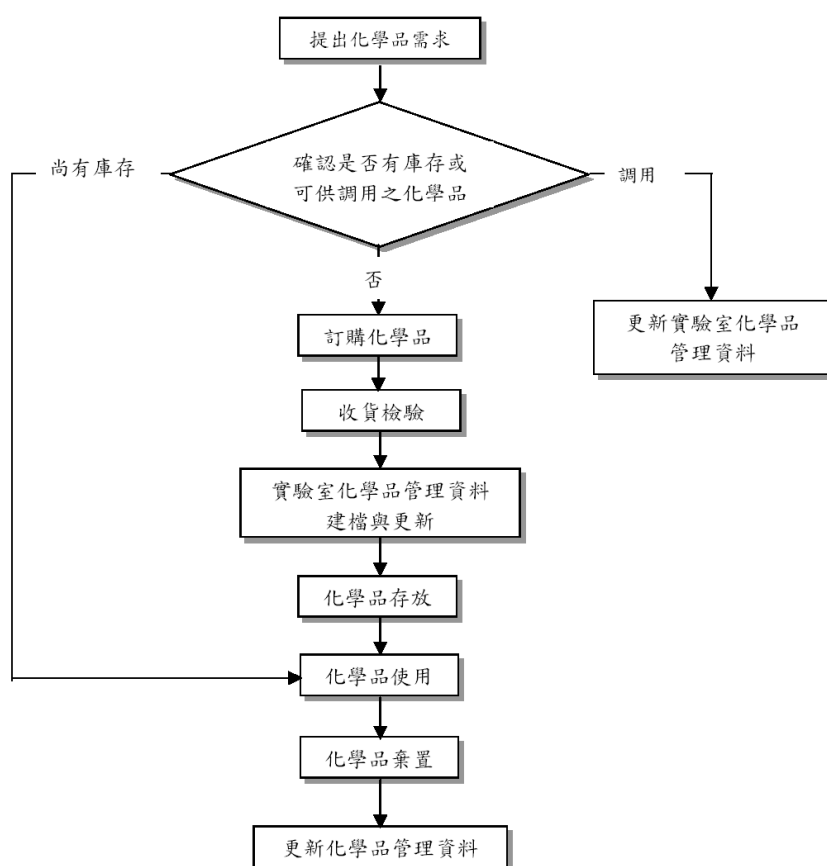 提出化學品需求
尚有庫存
確認是否有庫存或
可供調用之化學品
調用
否
訂購化學品
更新實驗室化學品
管理資料
收貨檢驗
實驗室化學品管理資料
建檔與更新
化學品存放
化學品使用
化學品棄置
更新化學品管理資料